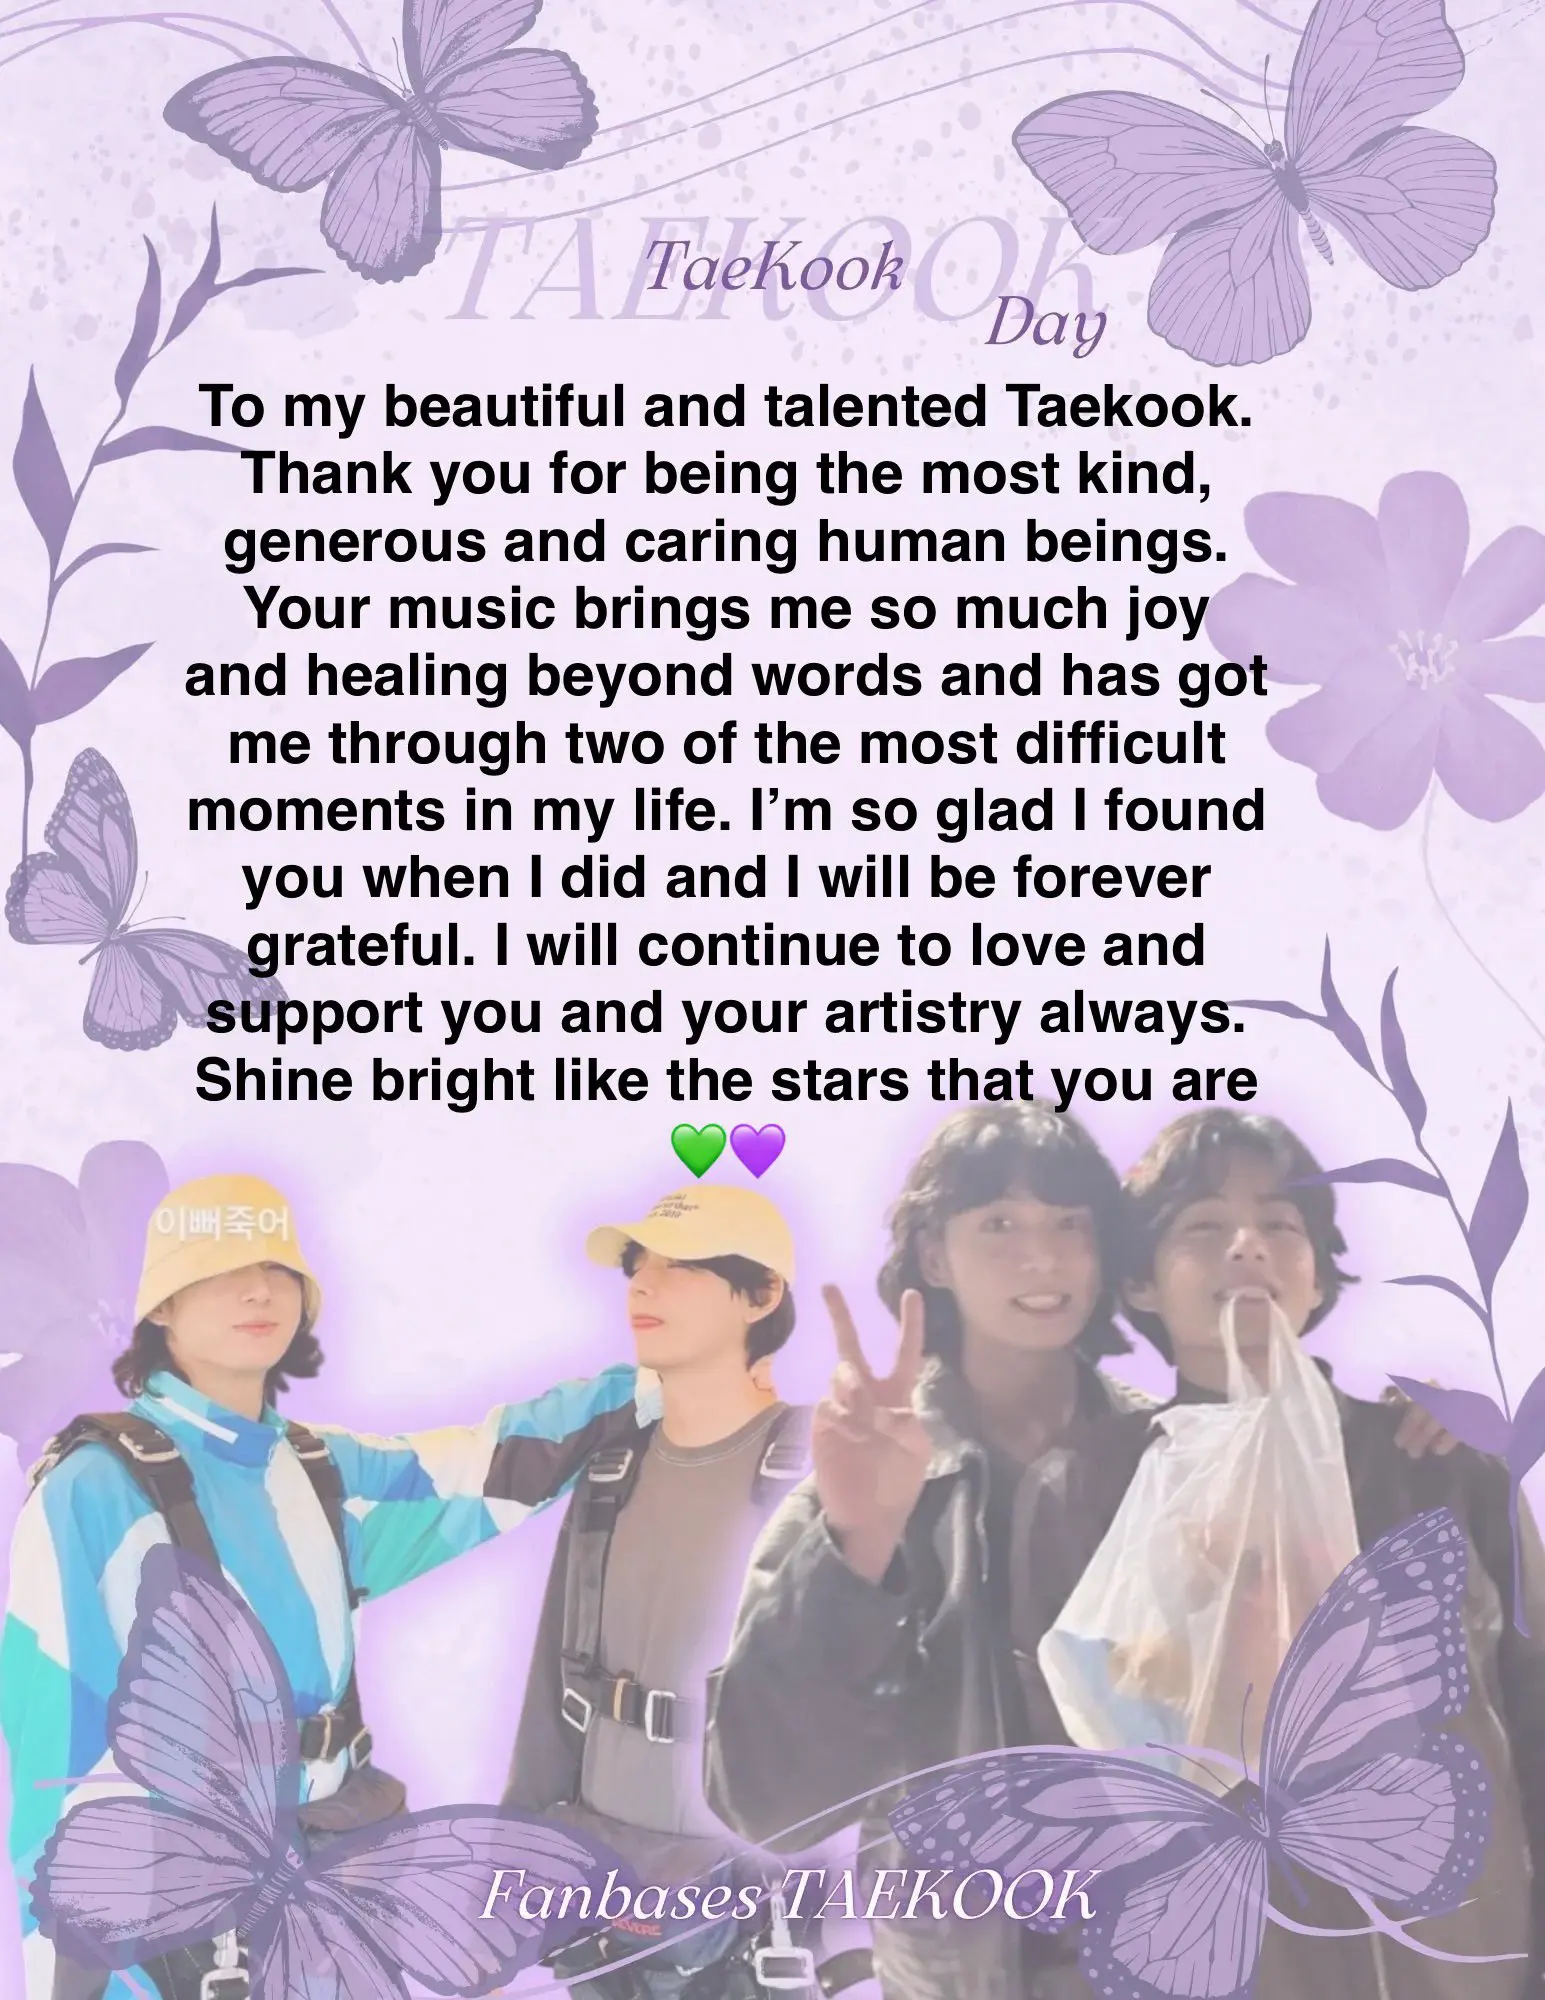 TAEKOOK
TaeKook
Day
To my beautiful and talented Taekook.
Thank you for being the most kind,
generous and caring human beings.
Your music brings me so much joy
and healing beyond words and has got
me through two of the most difficult
moments in my life. I’m so glad I found
you when I did and I will be forever
grateful. I will continue to love and
support you and your artistry always.
Shine bright like the stars that you are
💚💜
이뻐죽어
Fanbases TAEKOOK